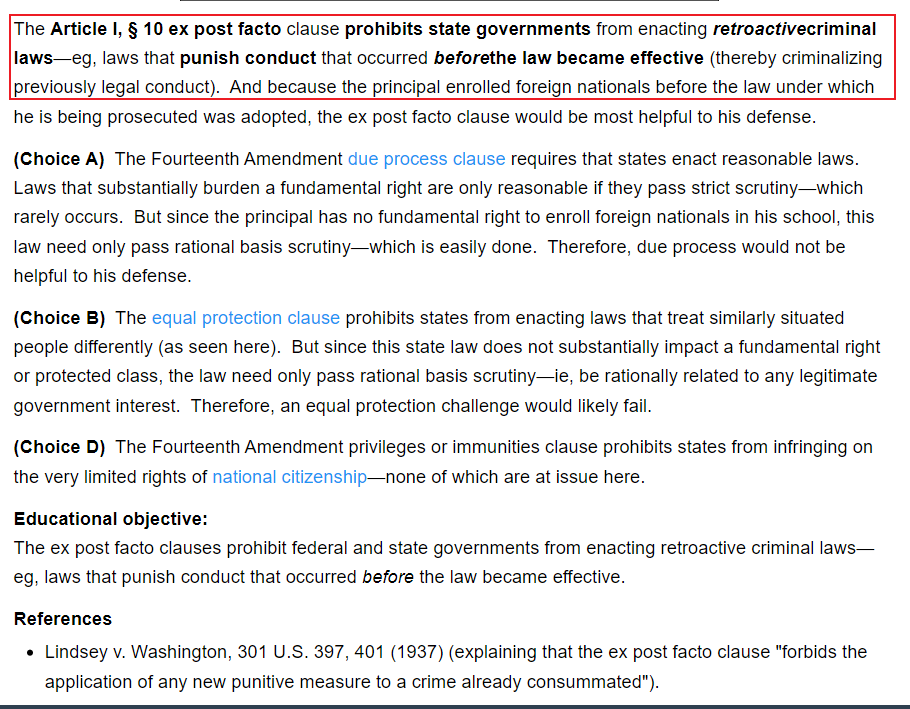 The Article I, § 10 ex post facto clause prohibits state governments from enacting retroactivecriminal
laws—eg, laws that punish conduct that occurred beforethe law became effective (thereby criminalizing
previously legal conduct).  And because the principal enrolled foreign nationals before the law under which
he is being prosecuted was adopted, the ex post facto clause would be most helpful to his defense.
(Choice A)  The Fourteenth Amendment due process clause requires that states enact reasonable laws.
Laws that substantially burden a fundamental right are only reasonable if they pass strict scrutiny—which
rarely occurs.  But since the principal has no fundamental right to enroll foreign nationals in his school, this
law need only pass rational basis scrutiny—which is easily done.  Therefore, due process would not be
helpful to his defense.
(Choice B)  The equal protection clause prohibits states from enacting laws that treat similarly situated
people differently (as seen here).  But since this state law does not substantially impact a fundamental right
or protected class, the law need only pass rational basis scrutiny—ie, be rationally related to any legitimate
government interest.  Therefore, an equal protection challenge would likely fail.
(Choice D)  The Fourteenth Amendment privileges or immunities clause prohibits states from infringing on
the very limited rights of national citizenship—none of which are at issue here.
Educational objective:
The ex post facto clauses prohibit federal and state governments from enacting retroactive criminal laws—
eg, laws that punish conduct that occurred before the law became effective.
References
• Lindsey v. Washington, 301 U.S. 397, 401 (1937) (explaining that the ex post facto clause "forbids the
application of any new punitive measure to a crime already consummated").